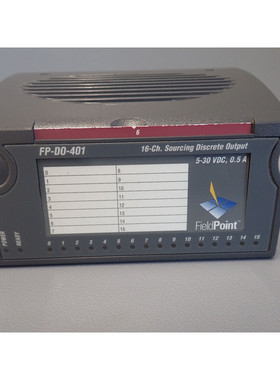 6
FP-DO-401
16-Ch. Sourcing Discrete Output
5-30 VDC, 0.5 A
0 8
1 9
2 10
3 11
4 12
5 13
6 14
7 15
FieldPoint
POWER
READY
0 1 2 3 4 5 6 7 8 9 10 11 12 13 14 15